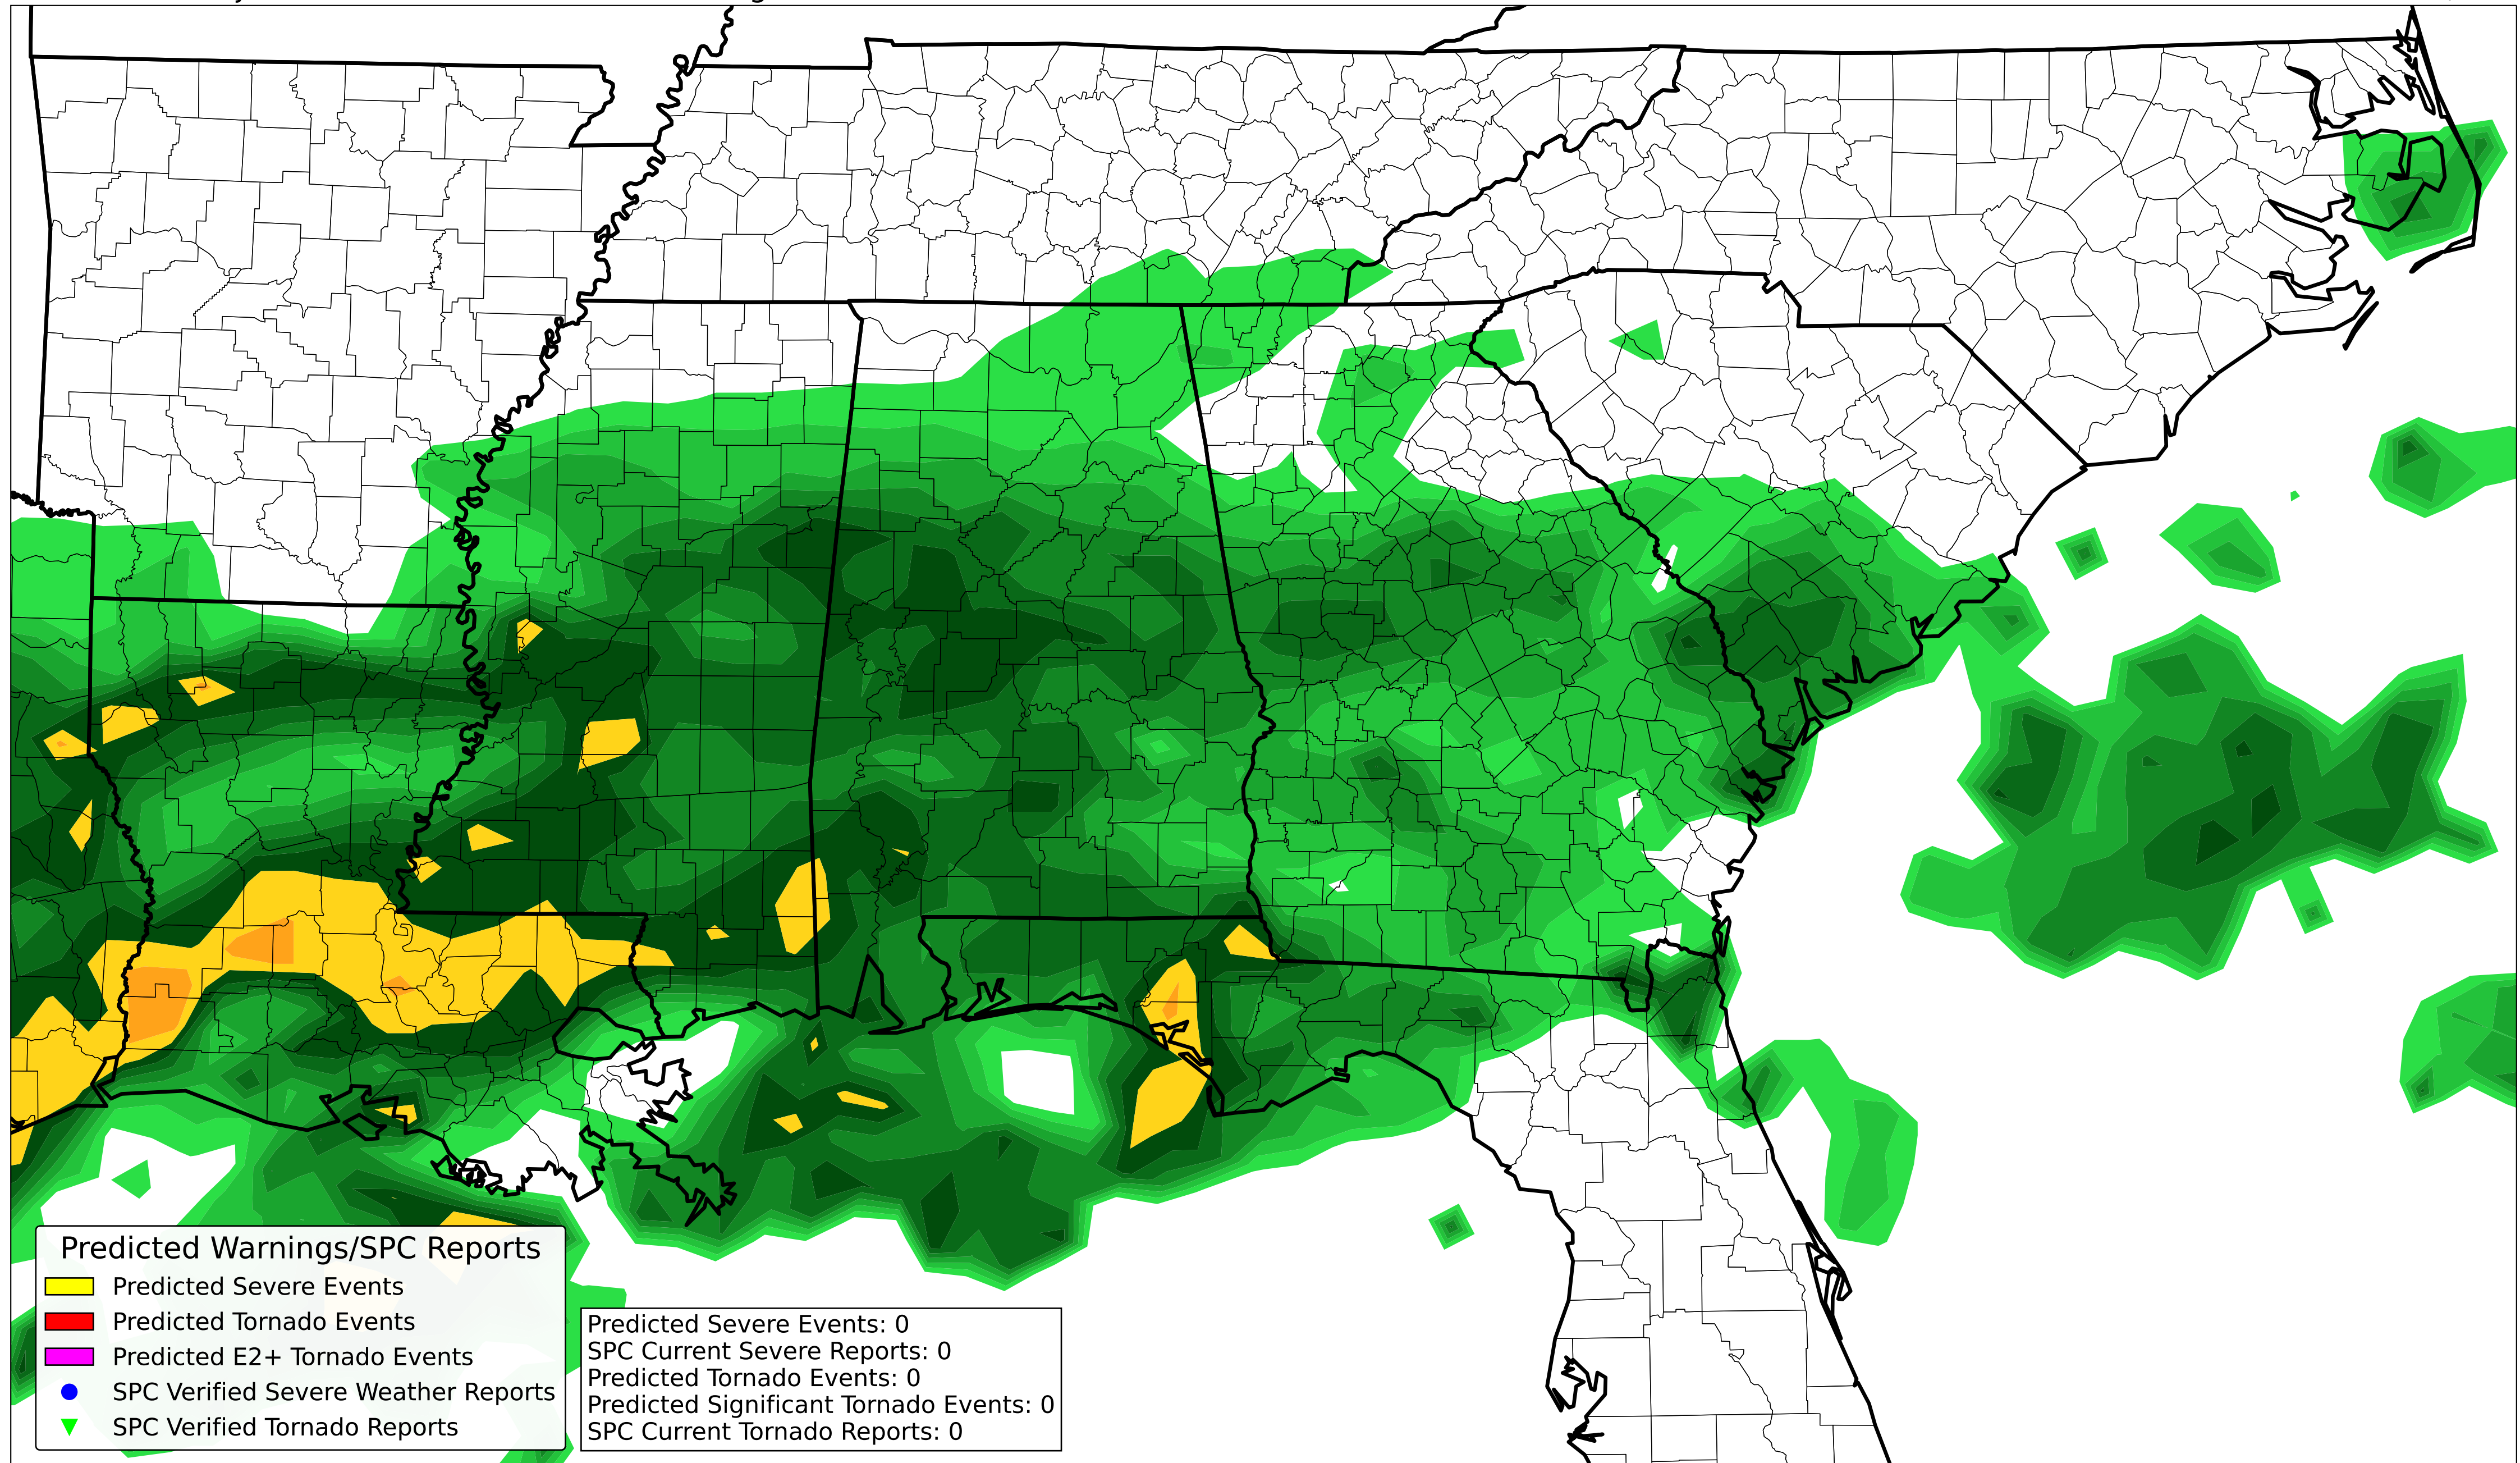 Predicted Warnings/SPC Reports
Predicted Severe Events
Predicted Tornado Events
Predicted E2+ Tornado Events
SPC Verified Severe Weather Reports
SPC Verified Tornado Reports
Predicted Severe Events: 0
SPC Current Severe Reports: 0
Predicted Tornado Events: 0
Predicted Significant Tornado Events: 0
SPC Current Tornado Reports: 0